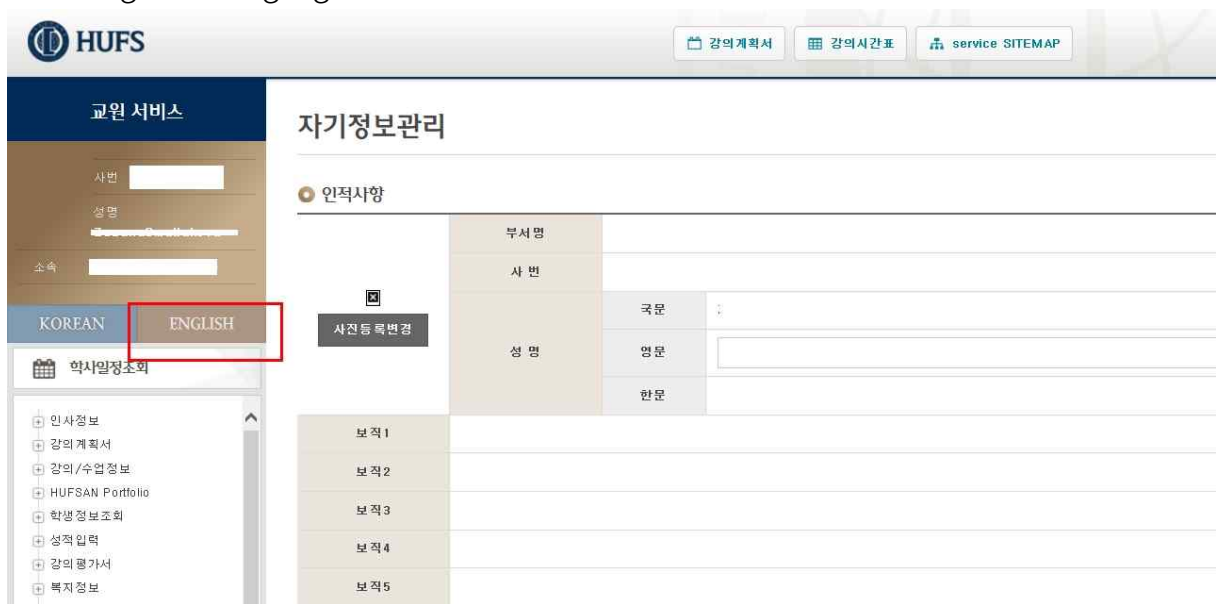 HUFS
강의계획서 강의시간표 service SITEMAP
교원 서비스
사번
성명
소속
KOREAN ENGLISH
학사일정조회
인사정보
강의계획서
강의/수업정보
HUFSAN Portfolio
학생정보조회
성적입력
강의평가서
복지정보
자기정보관리
인적사항
사진등록변경
부서명
사 번
성 명
국문 :
영문
한문
보직1
보직2
보직3
보직4
보직5